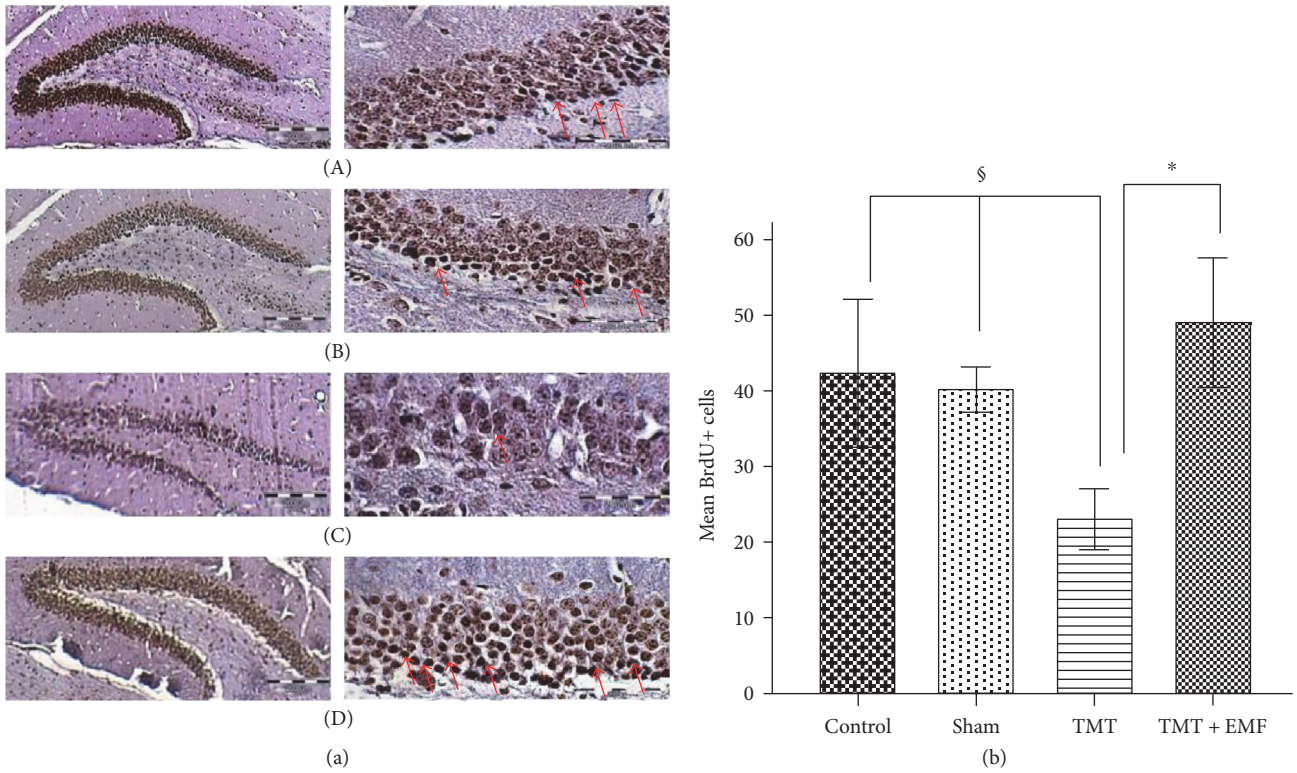 (A)
(B)
(C)
(D)
(a)
§
*
60
50
40
30
20
10
0
Mean BrdU+ cells
Control Sham TMT TMT + EMF
(b)